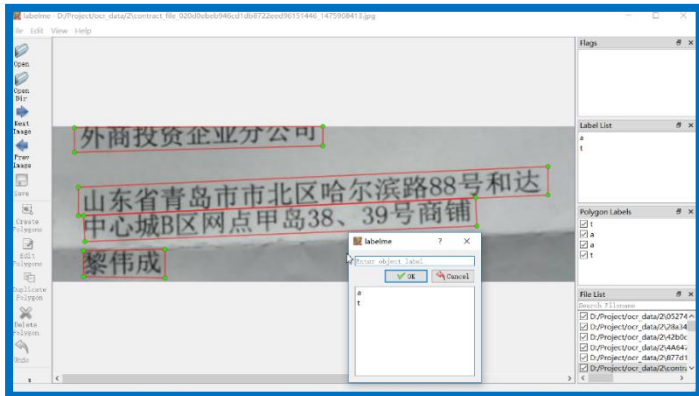 labelme D:/Project/ocr_data/2\contract_file_020d0ebeb946cd1db8722eed96151446_1475908413.jpg
File Edit View Help
Open
Open Dir
Next Image
Prev Image
Save
Create Polygons
Edit Polygons
Duplicate Polygon
Delete Polygon
Undo
外商投资企业分公司
山东省青岛市市北区哈尔滨路88号和达
中心城B区网点甲岛38、39号商铺
黎伟成
labelme ? ×
Enter object label
OK Cancel
a
t
Flags
Label List
a
t
Polygon Labels
t
a
a
t
File List
Search Filename
D:/Project/ocr_data/2\05274
D:/Project/ocr_data/2\28a34
D:/Project/ocr_data/2\42b0c
D:/Project/ocr_data/2\4A647
D:/Project/ocr_data/2\877d1
D:/Project/ocr_data/2\contra